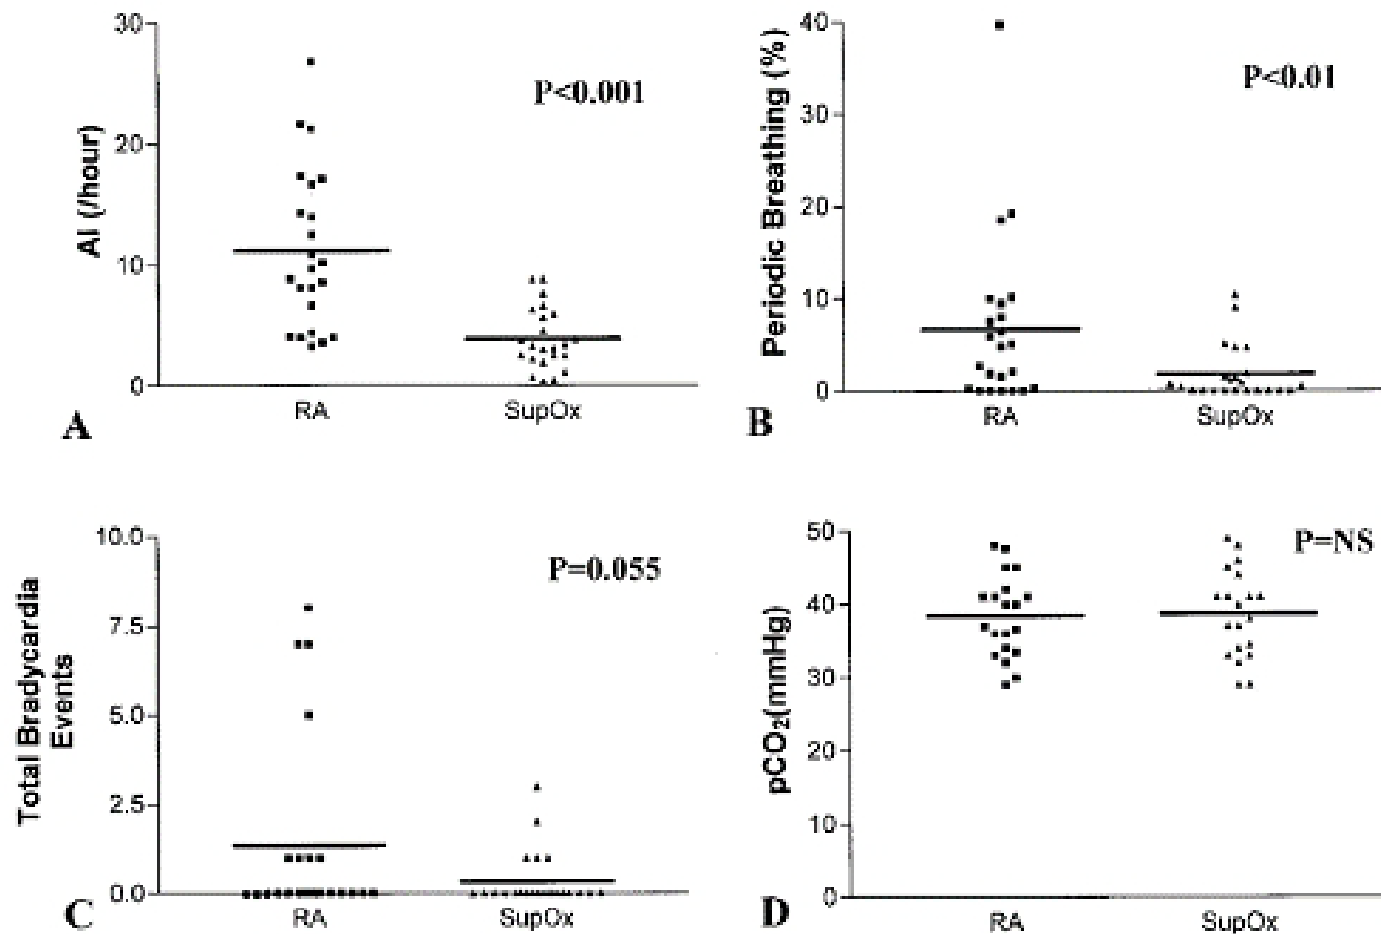 30
20
10
0
AI (/hour)
P<0.001
RA
SupOx
A
40
30
20
10
0
Periodic Breathing (%)
P<0.01
RA
SupOx
B
10.0
7.5
5.0
2.5
0.0
Total Bradycardia
Events
P=0.055
RA
SupOx
C
50
40
30
20
10
0
pCO₂(mmHg)
P=NS
RA
SupOx
D